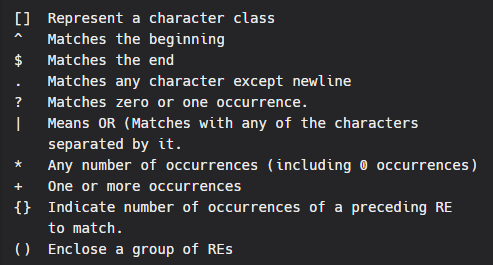 [] Represent a character class
^ Matches the beginning
$ Matches the end
. Matches any character except newline
? Matches zero or one occurrence.
| Means OR (Matches with any of the characters
separated by it.
* Any number of occurrences (including 0 occurrences)
+ One or more occurrences
{} Indicate number of occurrences of a preceding RE
to match.
() Enclose a group of REs